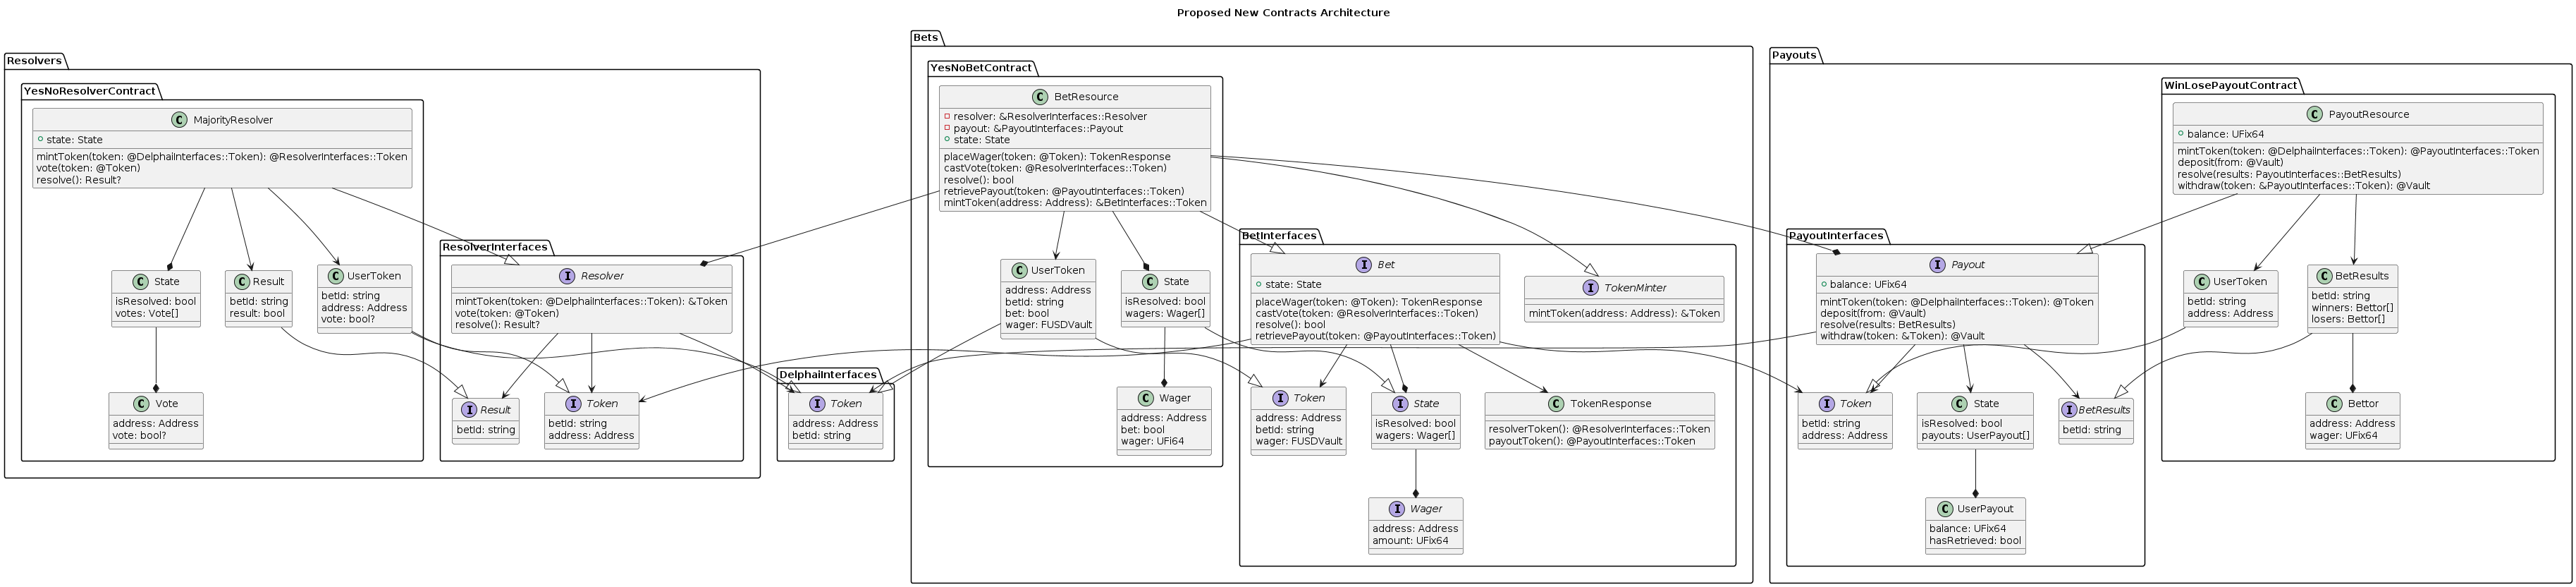 Proposed New Contracts Architecture
Resolvers
YesNoResolverContract
C MajorityResolver
state: State
mintToken(token: @DelphaiInterfaces::Token): @ResolverInterfaces::Token
vote(token: @Token)
resolve(): Result?
C State
isResolved: bool
votes: Vote[]
C Result
betId: string
result: bool
C UserToken
betId: string
address: Address
vote: bool?
C Vote
address: Address
vote: bool?
ResolverInterfaces
I Resolver
mintToken(token: @DelphaiInterfaces::Token): &Token
vote(token: @Token)
resolve(): Result?
I Result
betId: string
I Token
betId: string
address: Address
DelphaiInterfaces
I Token
address: Address
betId: string
Bets
YesNoBetContract
C BetResource
resolver: &ResolverInterfaces::Resolver
payout: &PayoutInterfaces::Payout
state: State
placeWager(token: @Token): TokenResponse
castVote(token: @ResolverInterfaces::Token)
resolve(): bool
retrievePayout(token: @PayoutInterfaces::Token)
mintToken(address: Address): &BetInterfaces::Token
C UserToken
address: Address
betId: string
bet: bool
wager: FUSDVault
C State
isResolved: bool
wagers: Wager[]
C Wager
address: Address
bet: bool
wager: UFi64
BetInterfaces
I Bet
state: State
placeWager(token: @Token): TokenResponse
castVote(token: @ResolverInterfaces::Token)
resolve(): bool
retrievePayout(token: @PayoutInterfaces::Token)
I TokenMinter
mintToken(address: Address): &Token
I Token
address: Address
betId: string
wager: FUSDVault
I State
isResolved: bool
wagers: Wager[]
C TokenResponse
resolverToken(): @ResolverInterfaces::Token
payoutToken(): @PayoutInterfaces::Token
I Wager
address: Address
amount: UFix64
Payouts
WinLosePayoutContract
C PayoutResource
balance: UFix64
mintToken(token: @DelphaiInterfaces::Token): @PayoutInterfaces::Token
deposit(from: @Vault)
resolve(results: PayoutInterfaces::BetResults)
withdraw(token: &PayoutInterfaces::Token): @Vault
C UserToken
betId: string
address: Address
C BetResults
betId: string
winners: Bettor[]
losers: Bettor[]
C Bettor
address: Address
wager: UFix64
PayoutInterfaces
I Payout
balance: UFix64
mintToken(token: @DelphaiInterfaces::Token): @Token
deposit(from: @Vault)
resolve(results: BetResults)
withdraw(token: &Token): @Vault
I Token
betId: string
address: Address
C State
isResolved: bool
payouts: UserPayout[]
I BetResults
betId: string
C UserPayout
balance: UFix64
hasRetrieved: bool